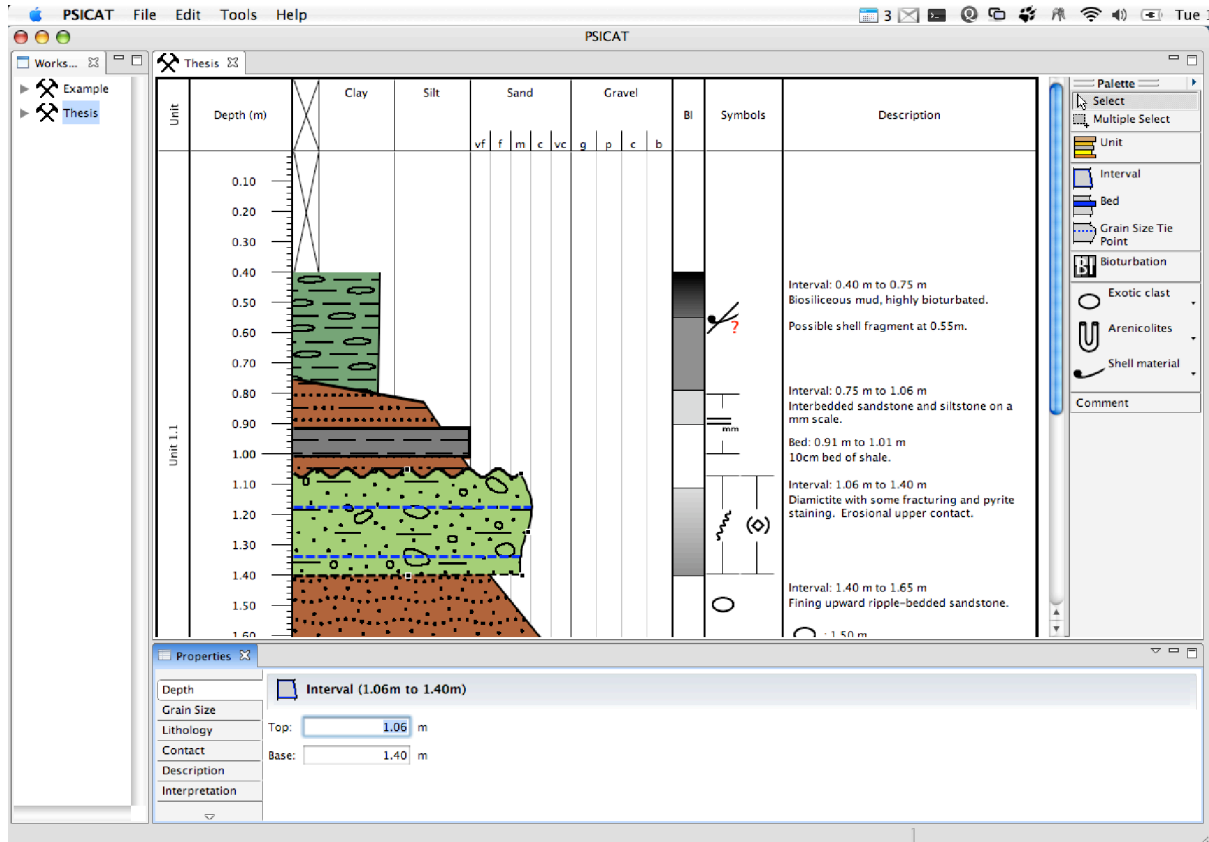 PSICAT File Edit Tools Help 3 Tue
PSICAT
Works...
Example
Thesis
Thesis
Unit
Depth (m)
Clay
Silt
Sand
Gravel
vf f m c vc g p c b
BI
Symbols
Description
0.10
0.20
0.30
0.40
0.50
0.60
0.70
0.80
0.90
1.00
1.10
1.20
1.30
1.40
1.50
1.60
Unit 1.1
?
mm
Interval: 0.40 m to 0.75 m
Biosiliceous mud, highly bioturbated.
Possible shell fragment at 0.55m.
Interval: 0.75 m to 1.06 m
Interbedded sandstone and siltstone on a
mm scale.
Bed: 0.91 m to 1.01 m
10cm bed of shale.
Interval: 1.06 m to 1.40 m
Diamictite with some fracturing and pyrite
staining. Erosional upper contact.
Interval: 1.40 m to 1.65 m
Fining upward ripple-bedded sandstone.
: 1.50 m
Palette
Select
Multiple Select
Unit
Interval
Bed
Grain Size Tie
Point
BI Bioturbation
Exotic clast
Arenicolites
Shell material
Comment
Properties
Depth
Grain Size
Lithology
Contact
Description
Interpretation
Interval (1.06m to 1.40m)
Top: 1.06 m
Base: 1.40 m